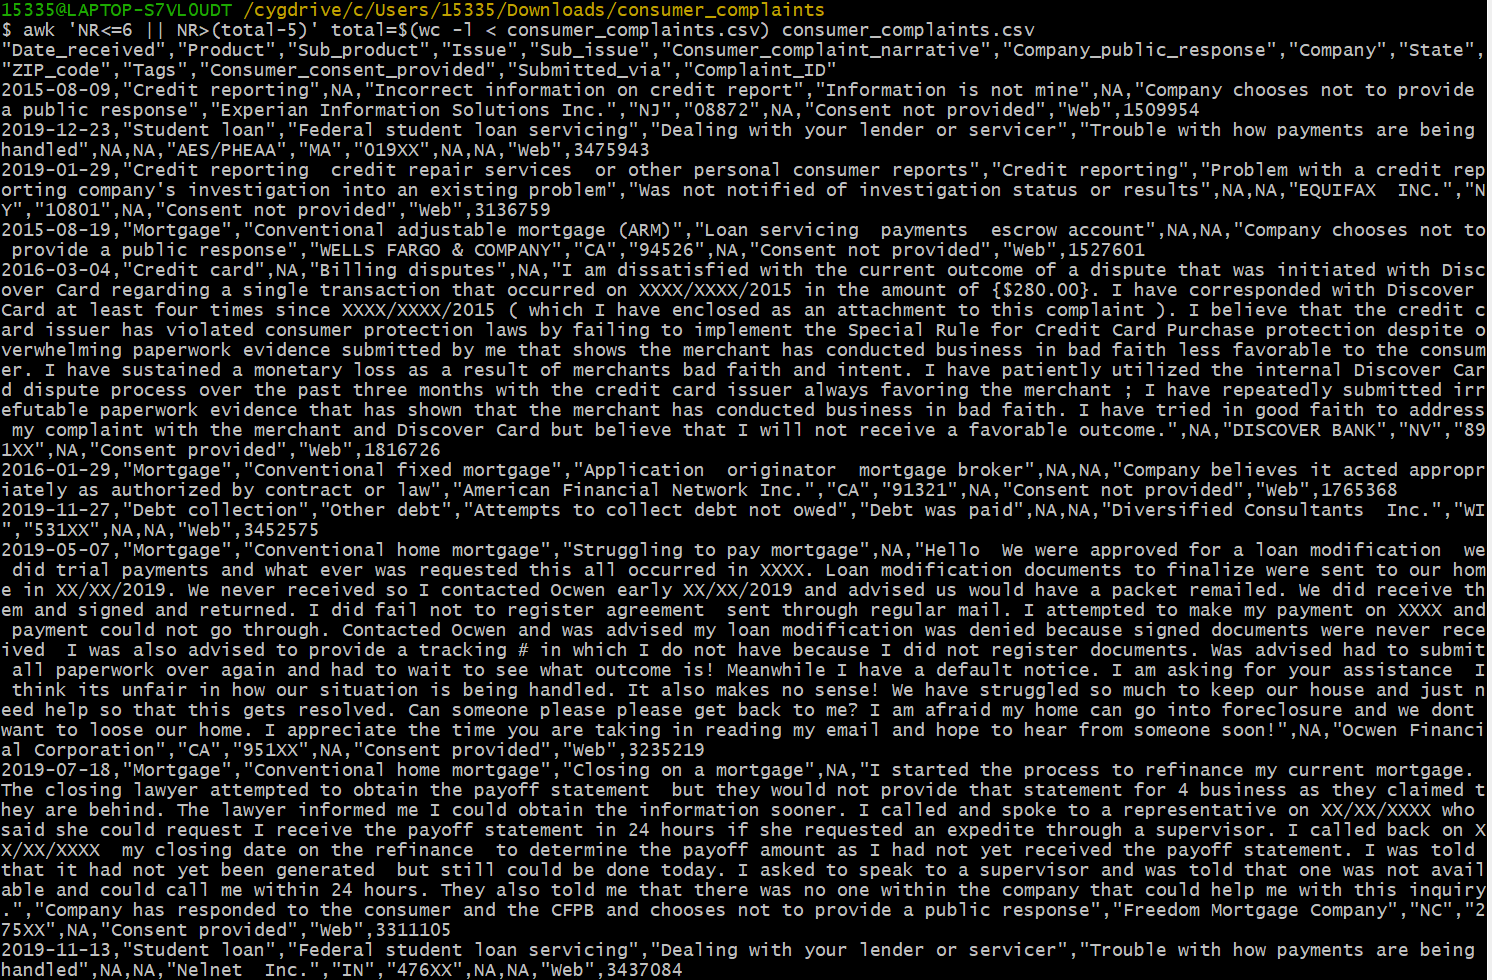 15335@LAPTOP-S7VL0UDT /cygdrive/c/Users/15335/Downloads/consumer_complaints
$ awk 'NR<=6 || NR>(total-5)' total=$(wc -l < consumer_complaints.csv) consumer_complaints.csv
"Date_received","Product","Sub_product","Issue","Sub_issue","Consumer_complaint_narrative","Company_public_response","Company","State",
"ZIP_code","Tags","Consumer_consent_provided","Submitted_via","Complaint_ID"
2015-08-09,"Credit reporting",NA,"Incorrect information on credit report","Information is not mine",NA,"Company chooses not to provide
a public response","Experian Information Solutions Inc.","NJ","08872",NA,"Consent not provided","Web",1509954
2019-12-23,"Student loan","Federal student loan servicing","Dealing with your lender or servicer","Trouble with how payments are being
handled",NA,NA,"AES/PHEAA","MA","019XX",NA,NA,"Web",3475943
2019-01-29,"Credit reporting  credit repair services  or other personal consumer reports","Credit reporting","Problem with a credit rep
orting company's investigation into an existing problem","Was not notified of investigation status or results",NA,NA,"EQUIFAX  INC.","N
Y","10801",NA,"Consent not provided","Web",3136759
2015-08-19,"Mortgage","Conventional adjustable mortgage (ARM)","Loan servicing  payments  escrow account",NA,NA,"Company chooses not to
 provide a public response","WELLS FARGO & COMPANY","CA","94526",NA,"Consent not provided","Web",1527601
2016-03-04,"Credit card",NA,"Billing disputes",NA,"I am dissatisfied with the current outcome of a dispute that was initiated with Disc
over Card regarding a single transaction that occurred on XXXX/XXXX/2015 in the amount of {$280.00}. I have corresponded with Discover
Card at least four times since XXXX/XXXX/2015 ( which I have enclosed as an attachment to this complaint ). I believe that the credit c
ard issuer has violated consumer protection laws by failing to implement the Special Rule for Credit Card Purchase protection despite o
verwhelming paperwork evidence submitted by me that shows the merchant has conducted business in bad faith less favorable to the consum
er. I have sustained a monetary loss as a result of merchants bad faith and intent. I have patiently utilized the internal Discover Car
d dispute process over the past three months with the credit card issuer always favoring the merchant ; I have repeatedly submitted irr
efutable paperwork evidence that has shown that the merchant has conducted business in bad faith. I have tried in good faith to address
 my complaint with the merchant and Discover Card but believe that I will not receive a favorable outcome.",NA,"DISCOVER BANK","NV","89
1XX",NA,"Consent provided","Web",1816726
2016-01-29,"Mortgage","Conventional fixed mortgage","Application  originator  mortgage broker",NA,NA,"Company believes it acted appropr
iately as authorized by contract or law","American Financial Network Inc.","CA","91321",NA,"Consent not provided","Web",1765368
2019-11-27,"Debt collection","Other debt","Attempts to collect debt not owed","Debt was paid",NA,NA,"Diversified Consultants  Inc.","WI
","531XX",NA,NA,"Web",3452575
2019-05-07,"Mortgage","Conventional home mortgage","Struggling to pay mortgage",NA,"Hello  We were approved for a loan modification  we
 did trial payments and what ever was requested this all occurred in XXXX. Loan modification documents to finalize were sent to our hom
e in XX/XX/2019. We never received so I contacted Ocwen early XX/XX/2019 and advised us would have a packet remailed. We did receive th
em and signed and returned. I did fail not to register agreement  sent through regular mail. I attempted to make my payment on XXXX and
 payment could not go through. Contacted Ocwen and was advised my loan modification was denied because signed documents were never rece
ived  I was also advised to provide a tracking # in which I do not have because I did not register documents. Was advised had to submit
 all paperwork over again and had to wait to see what outcome is! Meanwhile I have a default notice. I am asking for your assistance  I
 think its unfair in how our situation is being handled. It also makes no sense! We have struggled so much to keep our house and just n
eed help so that this gets resolved. Can someone please please get back to me? I am afraid my home can go into foreclosure and we dont
want to loose our home. I appreciate the time you are taking in reading my email and hope to hear from someone soon!",NA,"Ocwen Financi
al Corporation","CA","951XX",NA,"Consent provided","Web",3235219
2019-07-18,"Mortgage","Conventional home mortgage","Closing on a mortgage",NA,"I started the process to refinance my current mortgage.
The closing lawyer attempted to obtain the payoff statement  but they would not provide that statement for 4 business as they claimed t
hey are behind. The lawyer informed me I could obtain the information sooner. I called and spoke to a representative on XX/XX/XXXX who
said she could request I receive the payoff statement in 24 hours if she requested an expedite through a supervisor. I called back on X
X/XX/XXXX  my closing date on the refinance  to determine the payoff amount as I had not yet received the payoff statement. I was told
that it had not yet been generated  but still could be done today. I asked to speak to a supervisor and was told that one was not avail
able and could call me within 24 hours. They also told me that there was no one within the company that could help me with this inquiry
.","Company has responded to the consumer and the CFPB and chooses not to provide a public response","Freedom Mortgage Company","NC","2
75XX",NA,"Consent provided","Web",3311105
2019-11-13,"Student loan","Federal student loan servicing","Dealing with your lender or servicer","Trouble with how payments are being
handled",NA,NA,"Nelnet  Inc.","IN","476XX",NA,NA,"Web",3437084